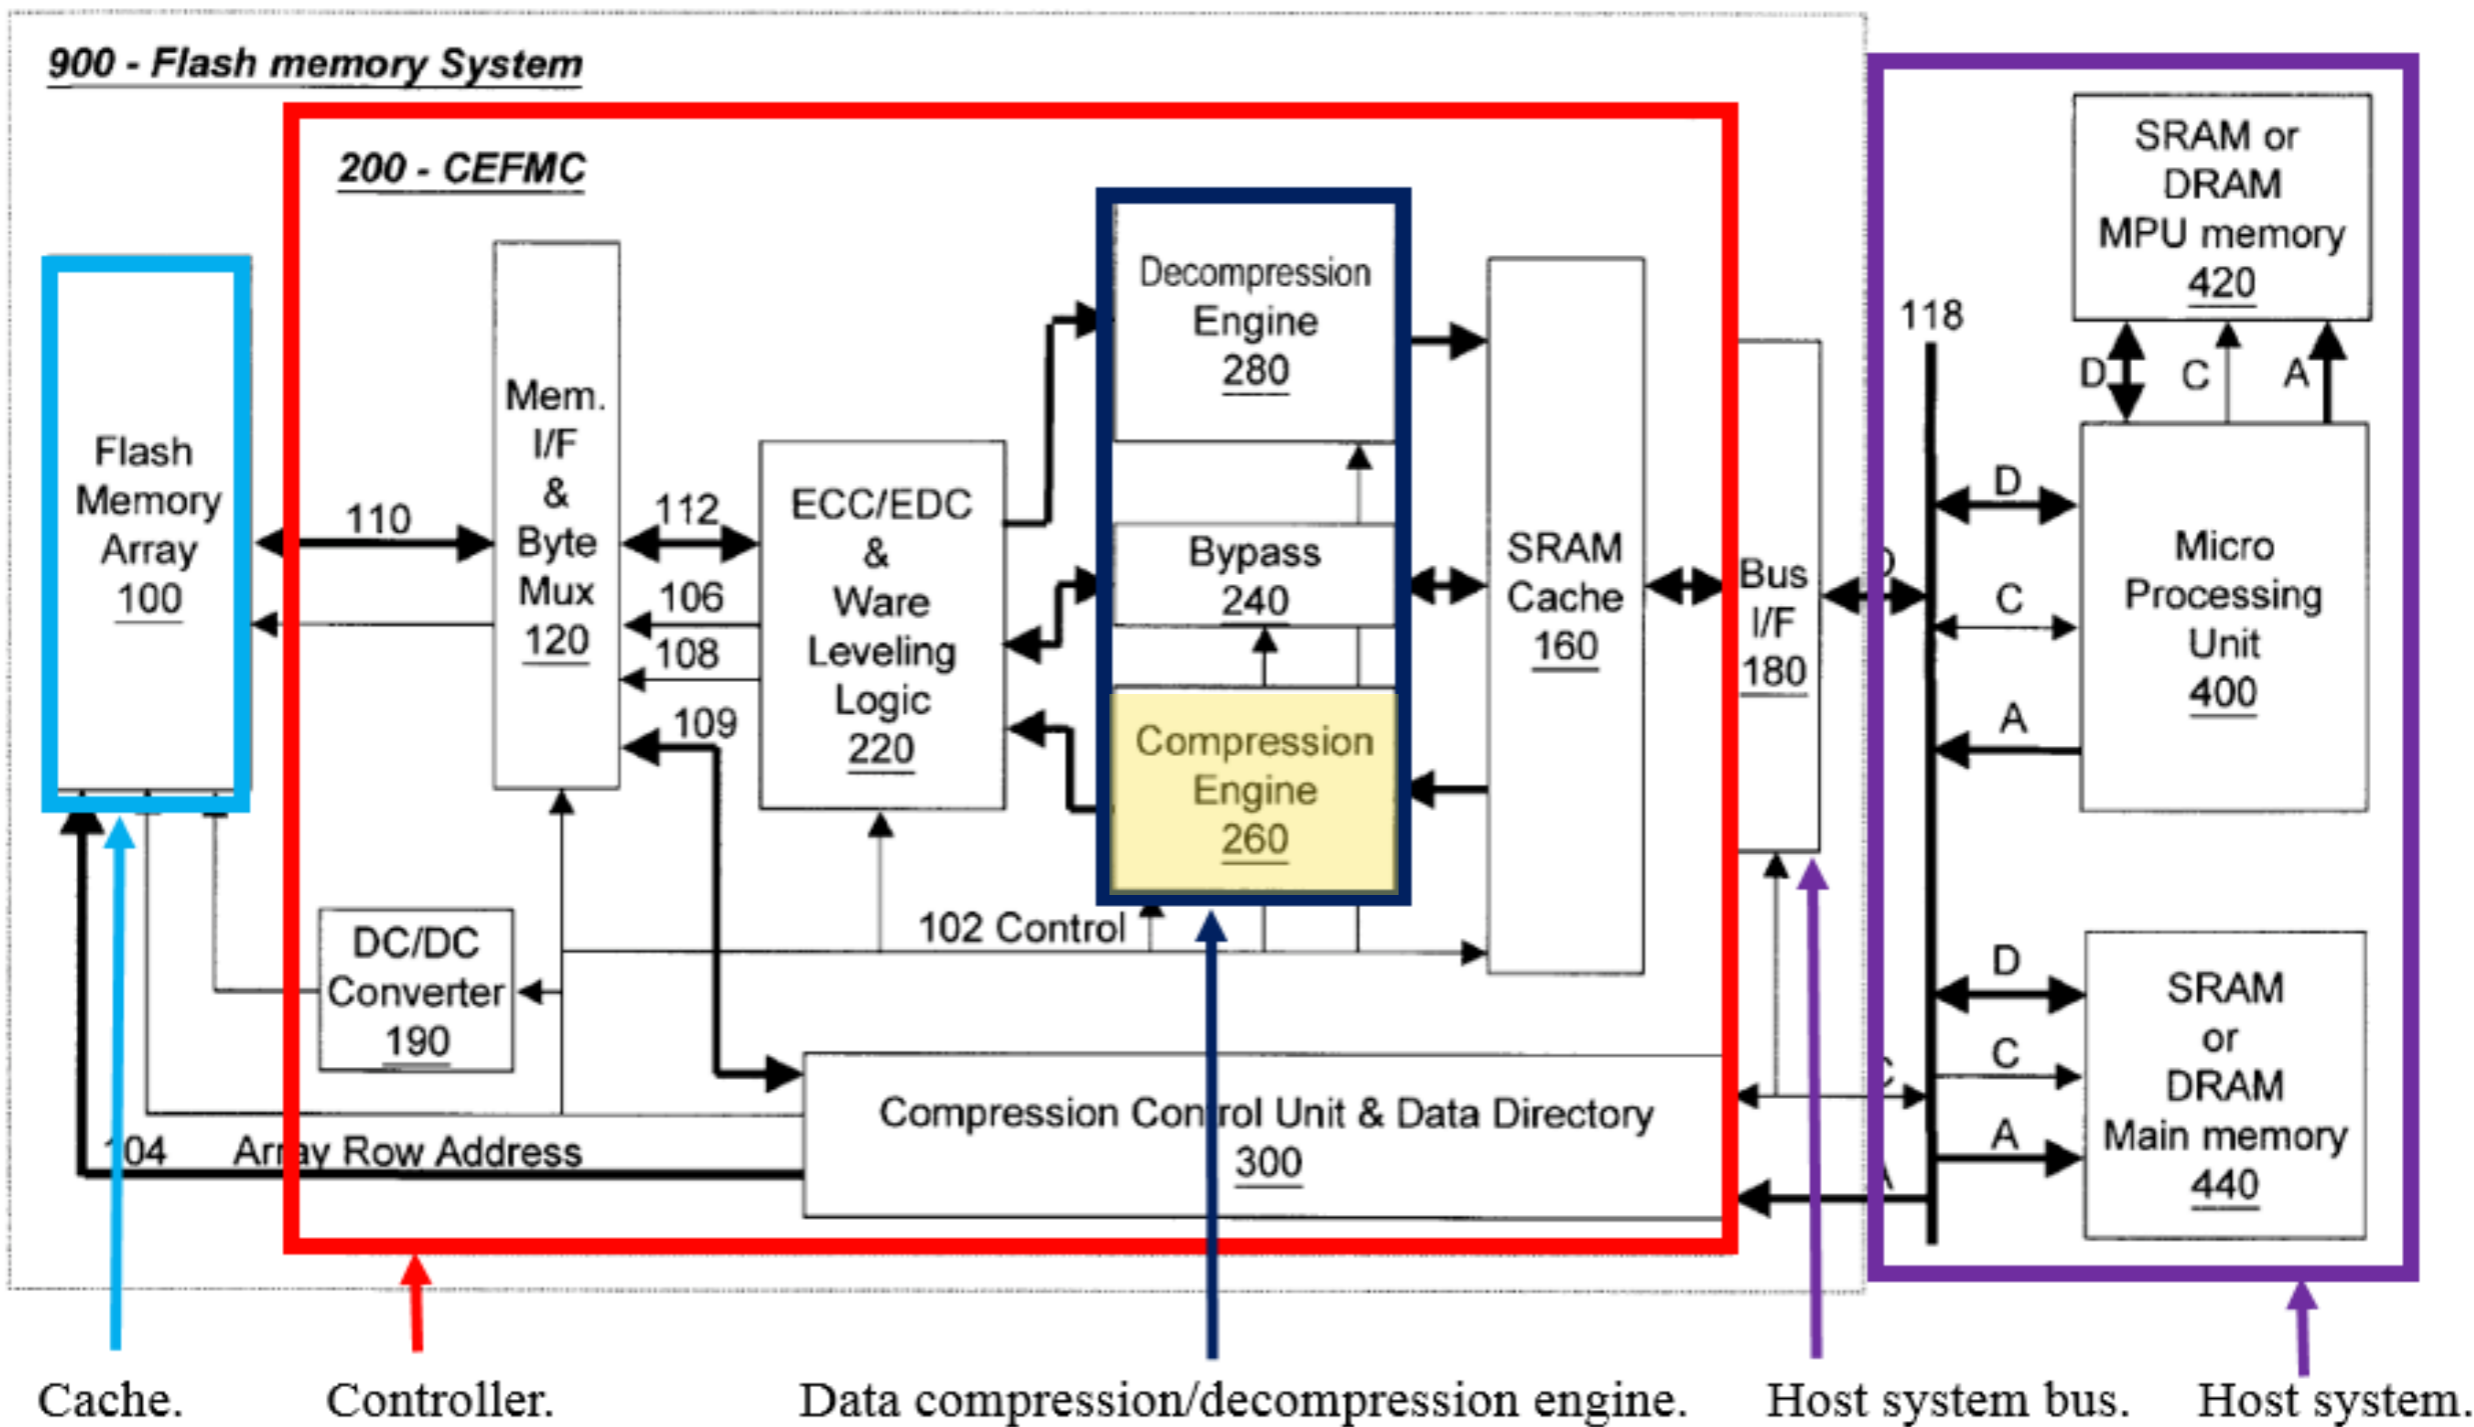 900 - Flash memory System
200 - CEFMC
Flash
Memory
Array
100
110
Mem.
I/F
&
Byte
Mux
120
112
106
108
109
ECC/EDC
&
Ware
Leveling
Logic
220
Decompression
Engine
280
Bypass
240
Compression
Engine
260
SRAM
Cache
160
Bus
I/F
180
D
118
SRAM or
DRAM
MPU memory
420
D
C
A
D
C
A
Micro
Processing
Unit
400
DC/DC
Converter
190
102 Control
Compression Control Unit & Data Directory
300
104
Array Row Address
C
A
D
C
A
SRAM
or
DRAM
Main memory
440
Cache.
Controller.
Data compression/decompression engine.
Host system bus.
Host system.